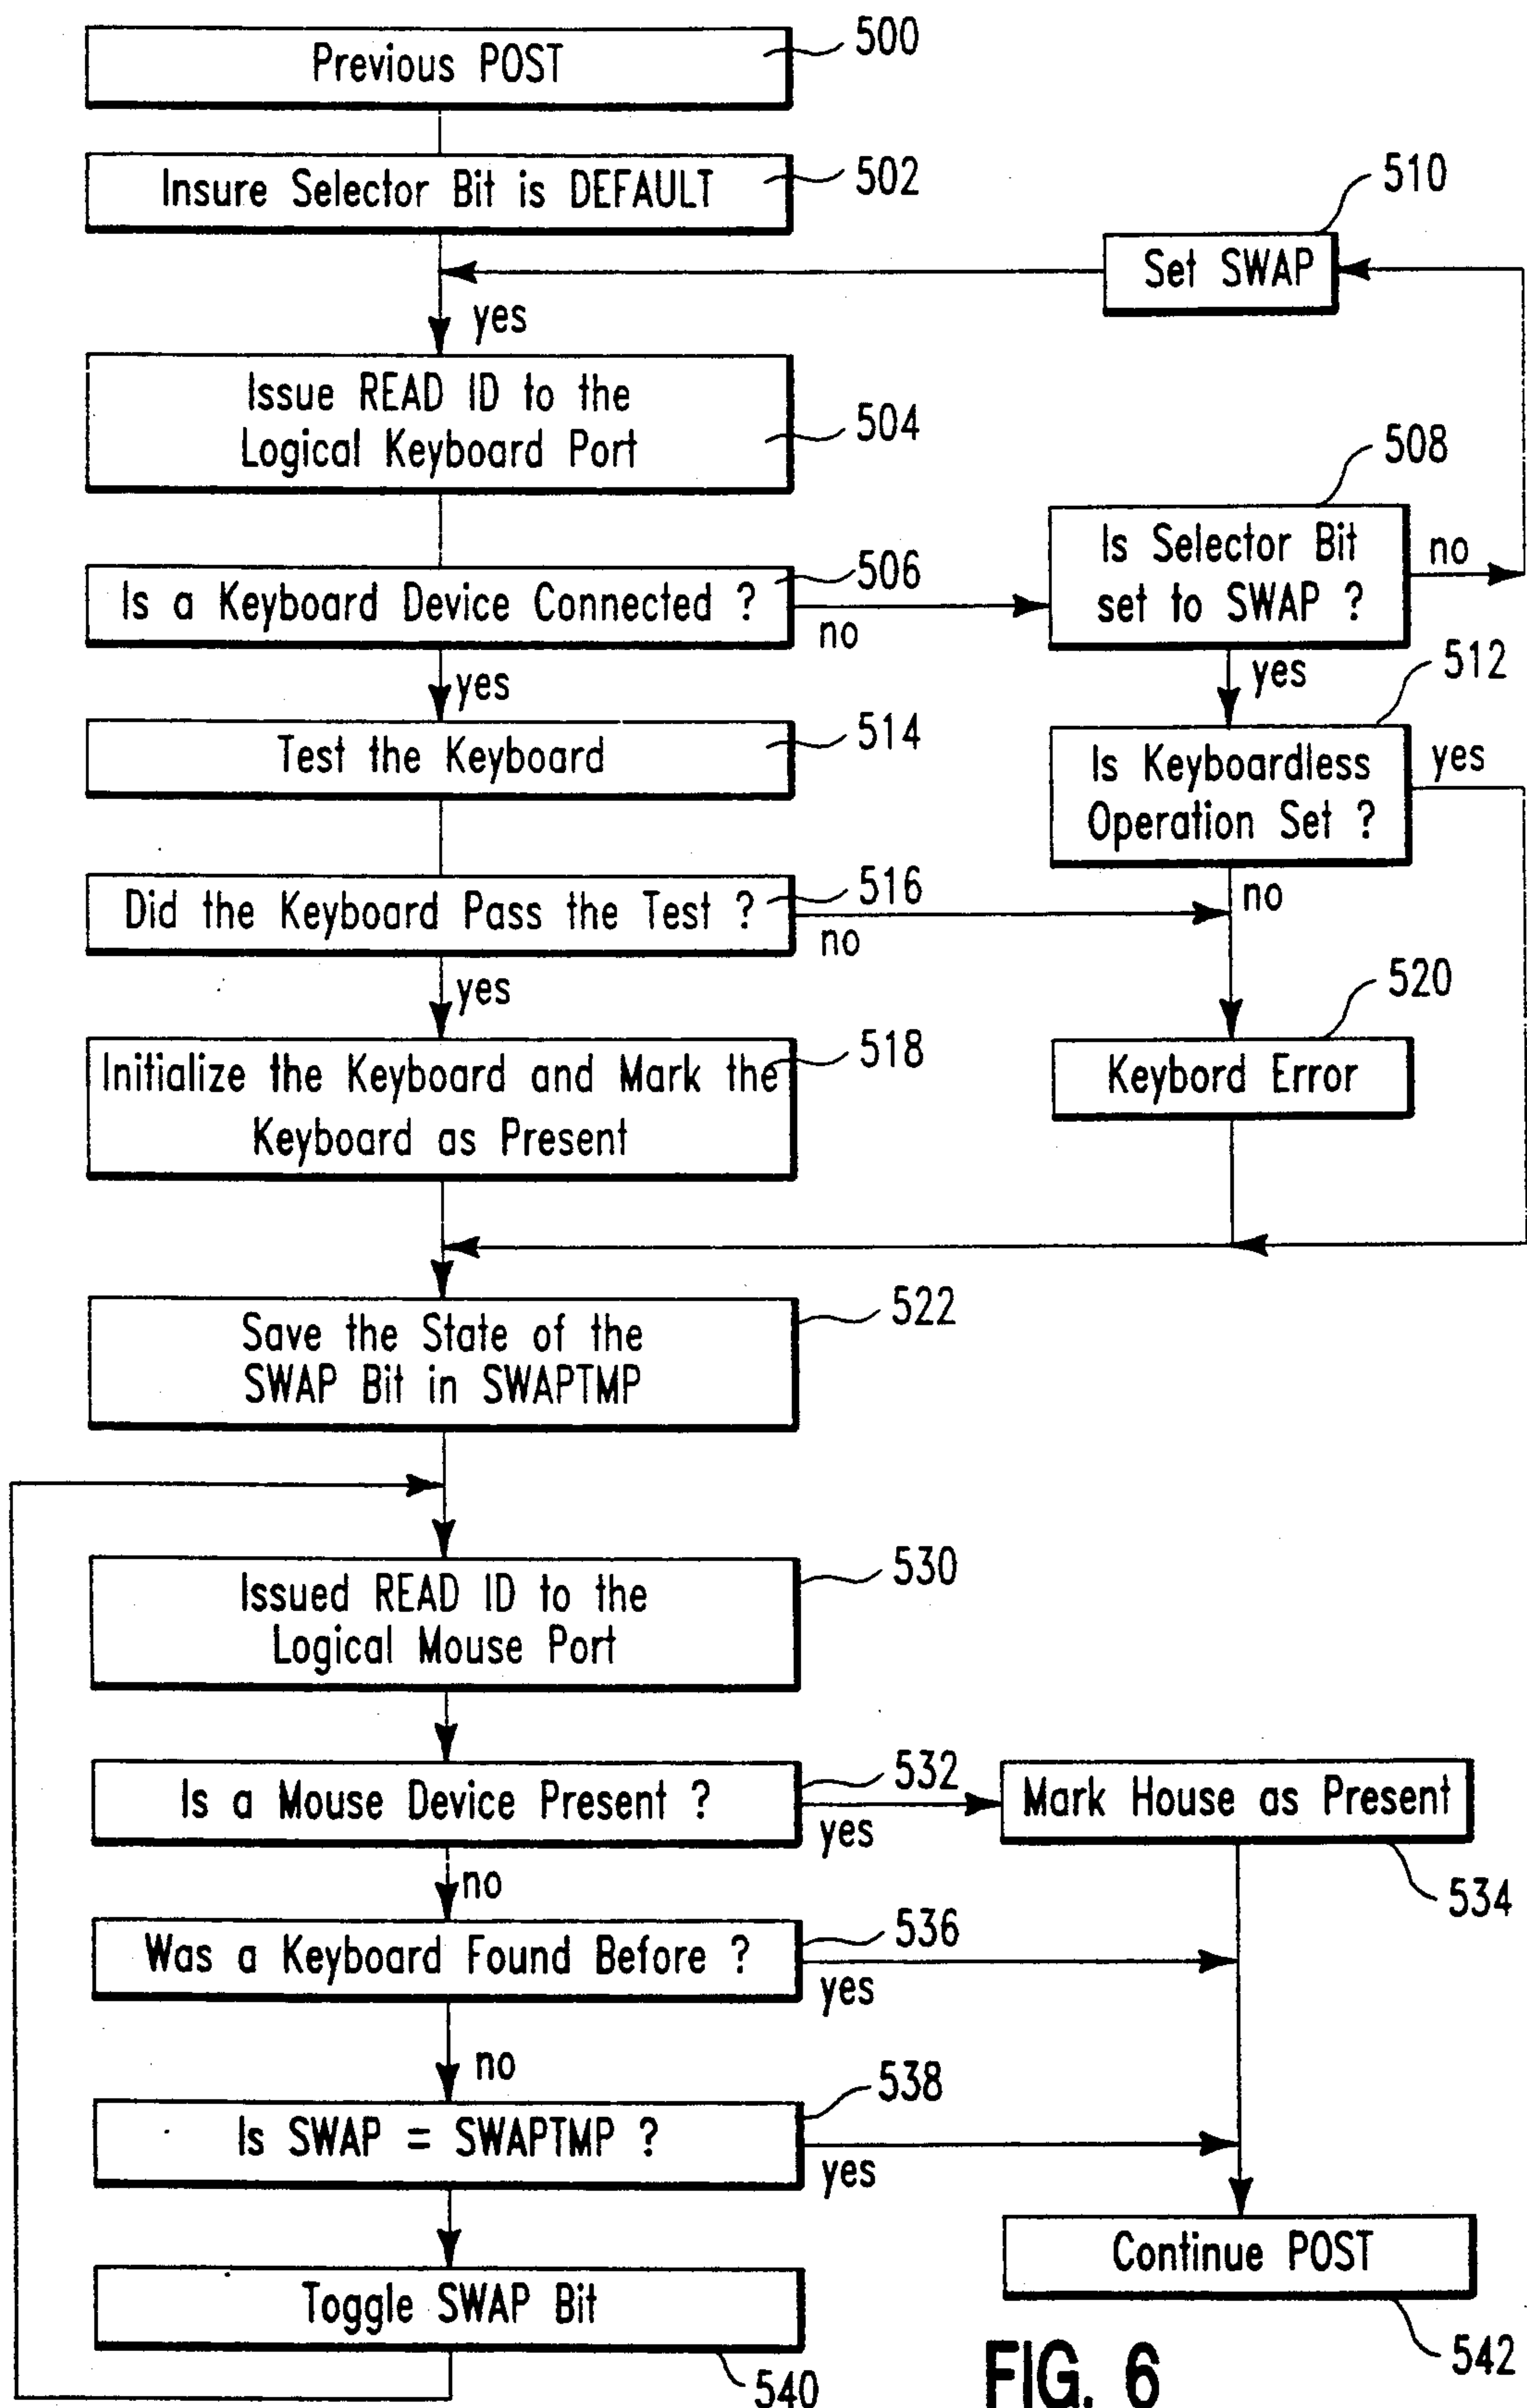 Previous POST
500
Insure Selector Bit is DEFAULT
502
510
Set SWAP
yes
Issue READ ID to the
Logical Keyboard Port
504
508
Is Selector Bit
set to SWAP ?
no
506
Is a Keyboard Device Connected ?
no
yes
yes
512
Test the Keyboard
514
Is Keyboardless
Operation Set ?
yes
no
516
Did the Keyboard Pass the Test ?
no
yes
520
518
Initialize the Keyboard and Mark the
Keyboard as Present
Keybord Error
522
Save the State of the
SWAP Bit in SWAPTMP
530
Issued READ ID to the
Logical Mouse Port
532
Is a Mouse Device Present ?
yes
Mark House as Present
534
no
536
Was a Keyboard Found Before ?
yes
no
538
Is SWAP = SWAPTMP ?
yes
Continue POST
542
Toggle SWAP Bit
540
FIG. 6